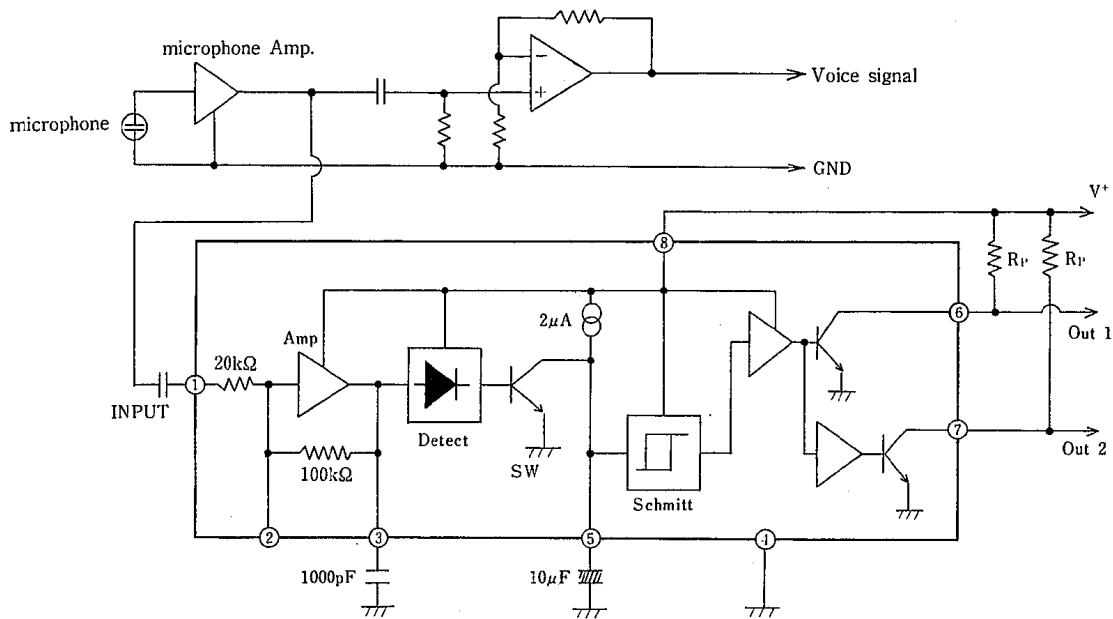 microphone Amp.
microphone
−
+
Voice signal
GND
V⁺
8
RP
RP
2μA
6
Out 1
Amp
20kΩ
1
INPUT
Detect
100kΩ
SW
Schmitt
7
Out 2
2
3
5
4
1000pF
10μF